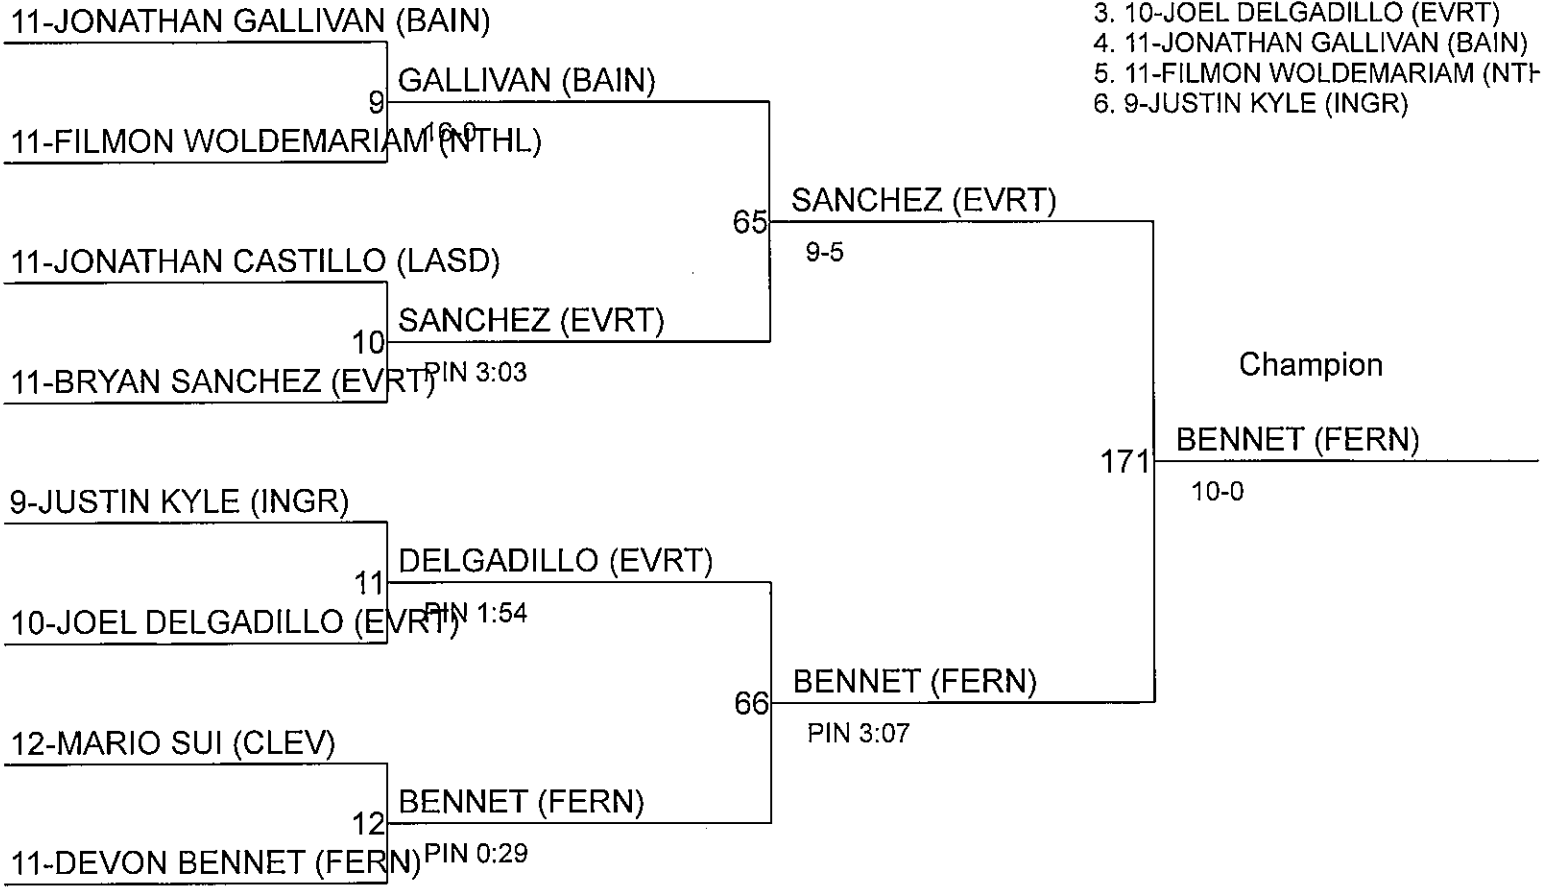 11-JONATHAN GALLIVAN (BAIN)
9
GALLIVAN (BAIN)
16-0
11-FILMON WOLDEMARIAM (NTHL)
11-JONATHAN CASTILLO (LASD)
10
SANCHEZ (EVRT)
PIN 3:03
11-BRYAN SANCHEZ (EVRT)
65
SANCHEZ (EVRT)
9-5
9-JUSTIN KYLE (INGR)
11
DELGADILLO (EVRT)
PIN 1:54
10-JOEL DELGADILLO (EVRT)
12-MARIO SUI (CLEV)
12
BENNET (FERN)
PIN 0:29
11-DEVON BENNET (FERN)
66
BENNET (FERN)
PIN 3:07
171
Champion
BENNET (FERN)
10-0
3. 10-JOEL DELGADILLO (EVRT)
4. 11-JONATHAN GALLIVAN (BAIN)
5. 11-FILMON WOLDEMARIAM (NTH
6. 9-JUSTIN KYLE (INGR)